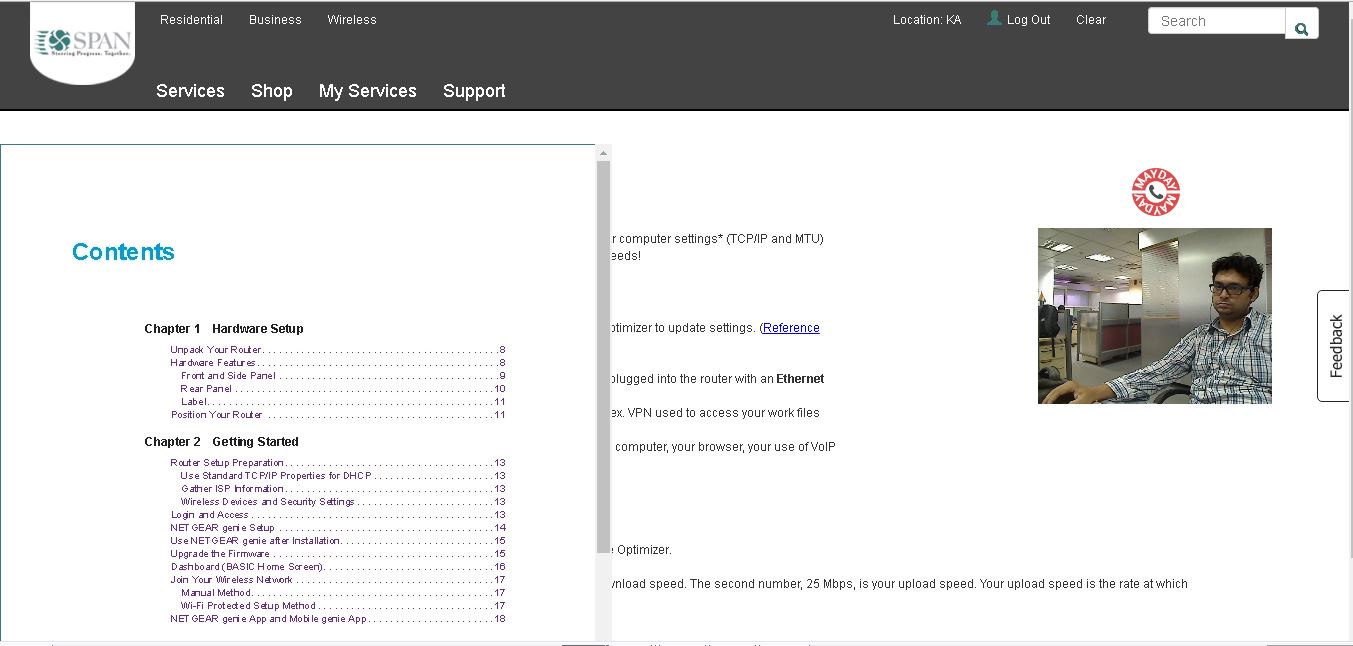 Residential Business Wireless
Location: KA Log Out Clear Search
SPAN
Steering Progress. Together.
Services Shop My Services Support
MAYDAY
MAYDAY
Feedback
Contents
Chapter 1 Hardware Setup
Unpack Your Router. . . . . . . . . . . . . . . . . . . . . . . . . . . . . . . . . . . . . . . . . .8
Hardware Features. . . . . . . . . . . . . . . . . . . . . . . . . . . . . . . . . . . . . . . . . . .8
Front and Side Panel . . . . . . . . . . . . . . . . . . . . . . . . . . . . . . . . . . . . . . .9
Rear Panel . . . . . . . . . . . . . . . . . . . . . . . . . . . . . . . . . . . . . . . . . . . . . .10
Label. . . . . . . . . . . . . . . . . . . . . . . . . . . . . . . . . . . . . . . . . . . . . . . . . . .11
Position Your Router . . . . . . . . . . . . . . . . . . . . . . . . . . . . . . . . . . . . . . . .11
Chapter 2 Getting Started
Router Setup Preparation. . . . . . . . . . . . . . . . . . . . . . . . . . . . . . . . . . . . .13
Use Standard TCP/IP Properties for DHCP . . . . . . . . . . . . . . . . . . . . . .13
Gather ISP Information. . . . . . . . . . . . . . . . . . . . . . . . . . . . . . . . . . . . . .13
Wireless Devices and Security Settings . . . . . . . . . . . . . . . . . . . . . . . . .13
Login and Access . . . . . . . . . . . . . . . . . . . . . . . . . . . . . . . . . . . . . . . . . . .13
NETGEAR genie Setup . . . . . . . . . . . . . . . . . . . . . . . . . . . . . . . . . . . . . .14
Use NETGEAR genie after Installation. . . . . . . . . . . . . . . . . . . . . . . . . . .15
Upgrade the Firmware . . . . . . . . . . . . . . . . . . . . . . . . . . . . . . . . . . . . . . .15
Dashboard (BASIC Home Screen). . . . . . . . . . . . . . . . . . . . . . . . . . . . . .16
Join Your Wireless Network . . . . . . . . . . . . . . . . . . . . . . . . . . . . . . . . . . .17
Manual Method. . . . . . . . . . . . . . . . . . . . . . . . . . . . . . . . . . . . . . . . . . . .17
Wi-Fi Protected Setup Method . . . . . . . . . . . . . . . . . . . . . . . . . . . . . . . .17
NETGEAR genie App and Mobile genie App . . . . . . . . . . . . . . . . . . . . . . .18
r computer settings* (TCP/IP and MTU)
eeds!
optimizer to update settings. (Reference
plugged into the router with an Ethernet
ex. VPN used to access your work files
computer, your browser, your use of VoIP
e Optimizer.
wnload speed. The second number, 25 Mbps, is your upload speed. Your upload speed is the rate at which